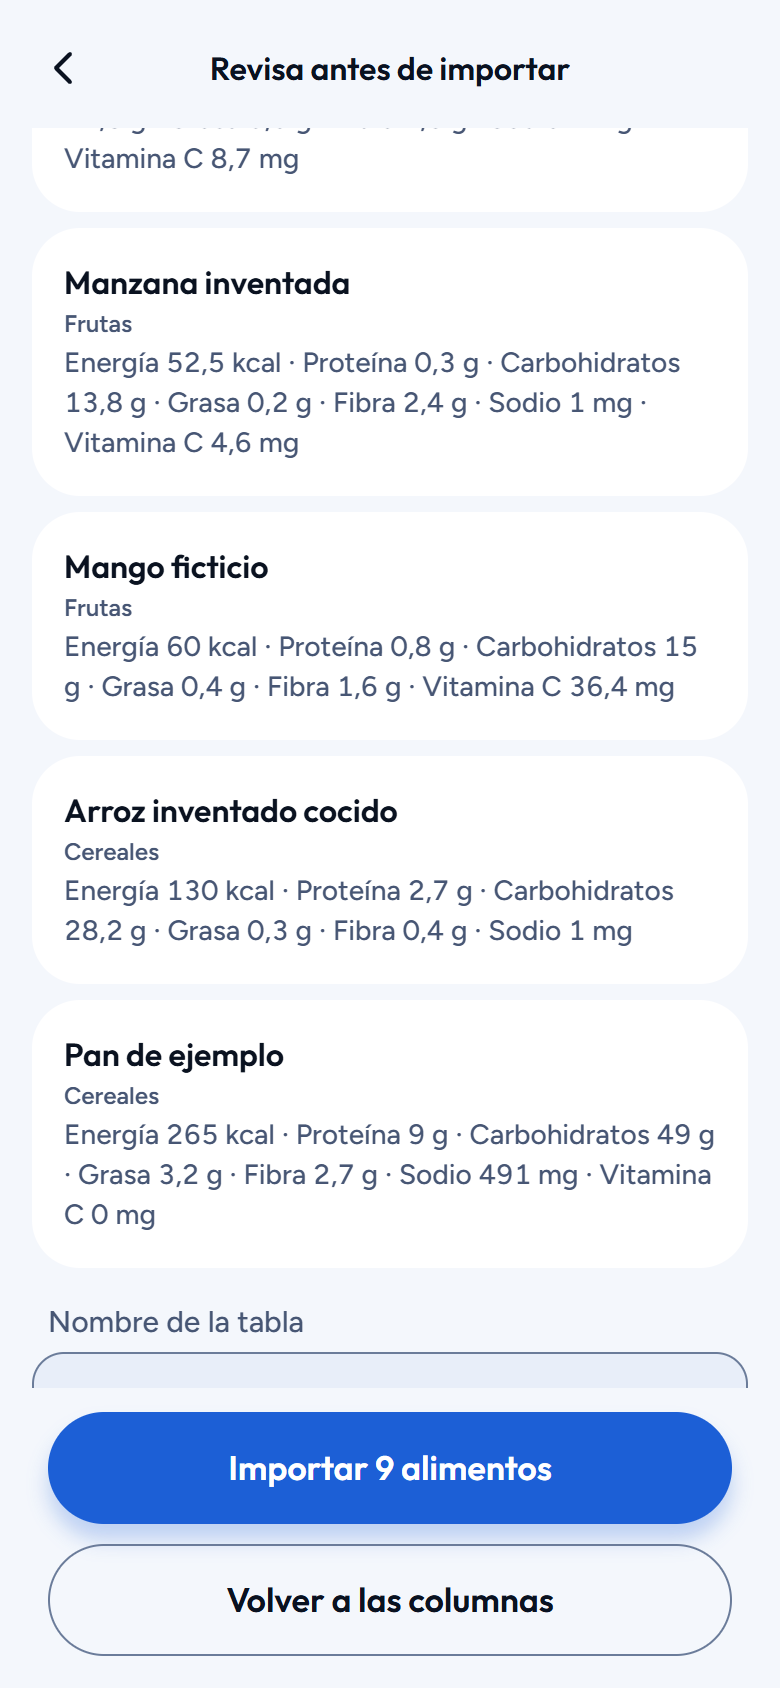 Revisa antes de importar
Vitamina C 8,7 mg
Manzana inventada
Frutas
Energía 52,5 kcal · Proteína 0,3 g · Carbohidratos
13,8 g · Grasa 0,2 g · Fibra 2,4 g · Sodio 1 mg ·
Vitamina C 4,6 mg
Mango ficticio
Frutas
Energía 60 kcal · Proteína 0,8 g · Carbohidratos 15
g · Grasa 0,4 g · Fibra 1,6 g · Vitamina C 36,4 mg
Arroz inventado cocido
Cereales
Energía 130 kcal · Proteína 2,7 g · Carbohidratos
28,2 g · Grasa 0,3 g · Fibra 0,4 g · Sodio 1 mg
Pan de ejemplo
Cereales
Energía 265 kcal · Proteína 9 g · Carbohidratos 49 g
· Grasa 3,2 g · Fibra 2,7 g · Sodio 491 mg · Vitamina
C 0 mg
Nombre de la tabla
Importar 9 alimentos
Volver a las columnas